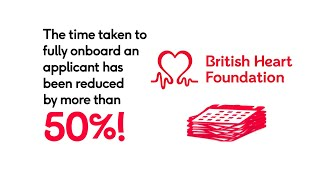 The time taken to
fully onboard an
applicant has
been reduced
by more than
50%!
British Heart
Foundation